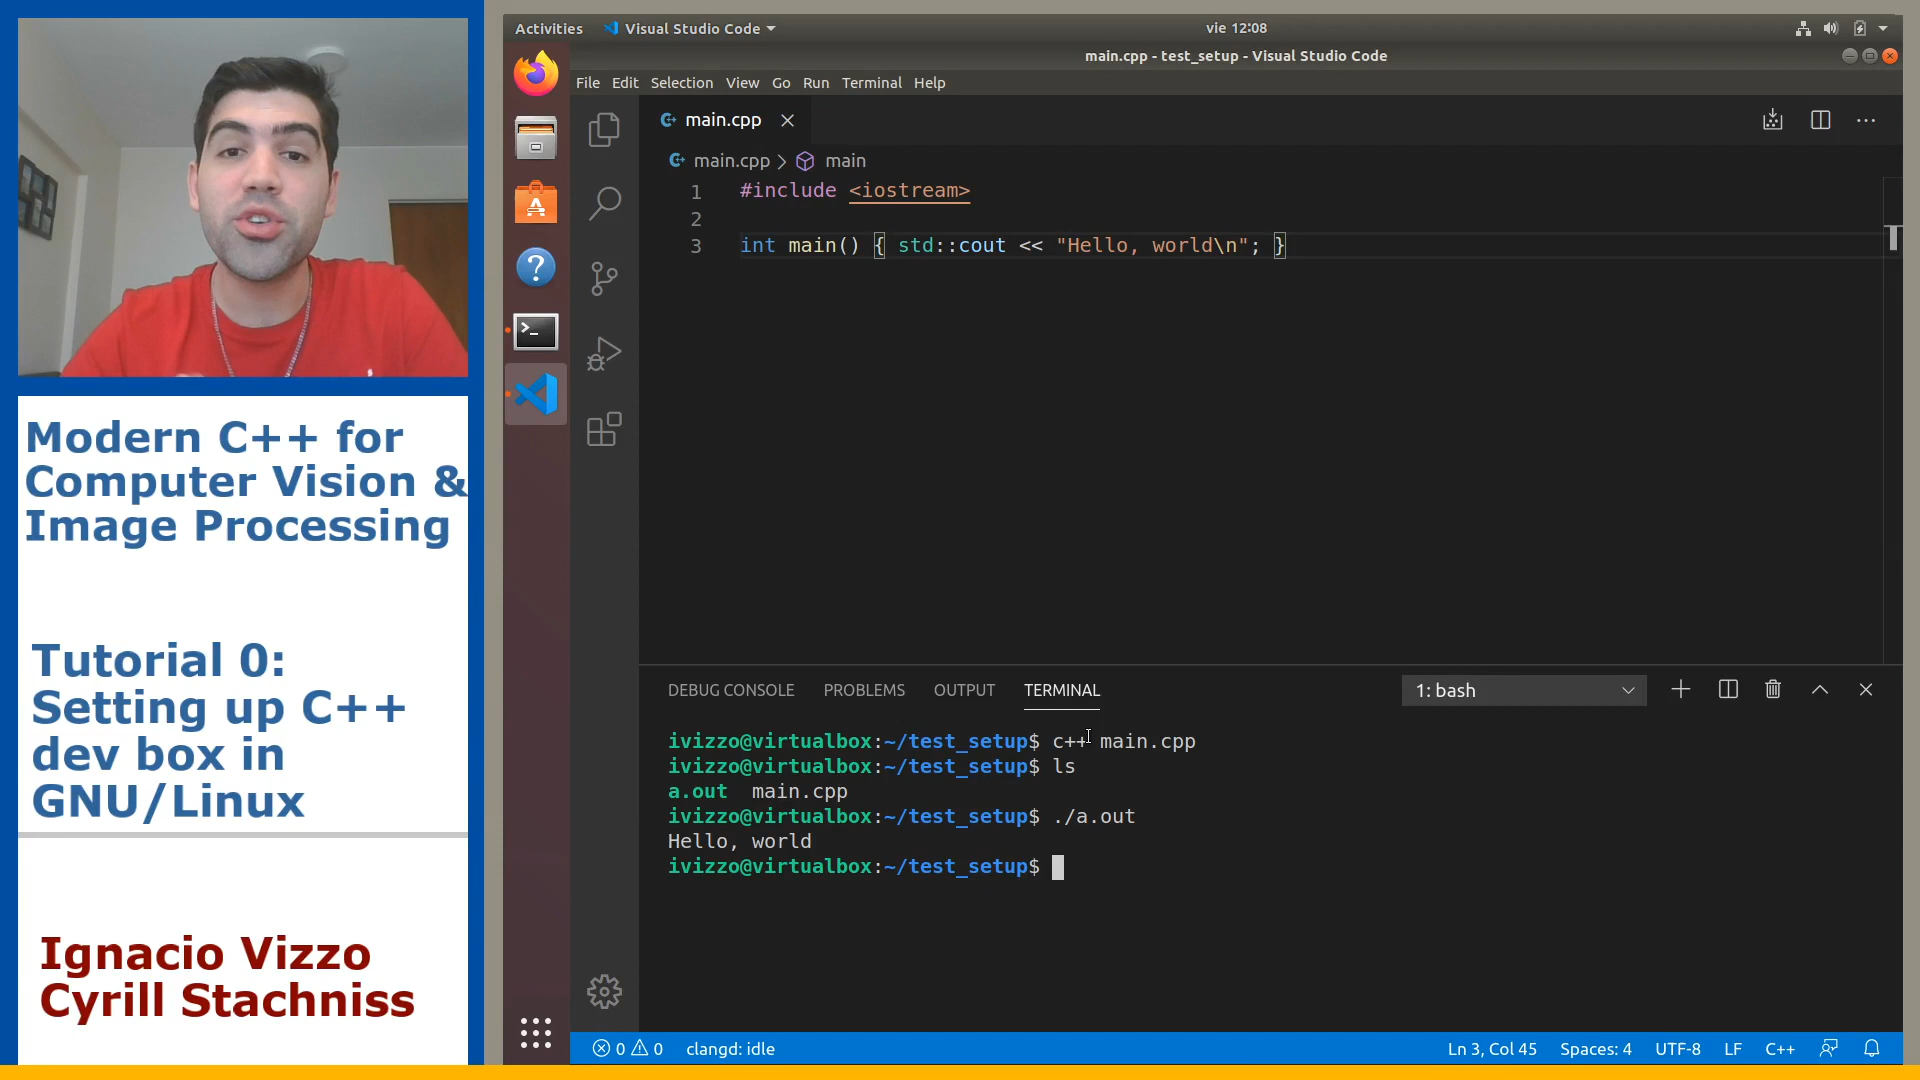 Modern C++ for
Computer Vision &
Image Processing
Tutorial 0:
Setting up C++
dev box in
GNU/Linux
Ignacio Vizzo
Cyrill Stachniss
Activities Visual Studio Code vie 12:08
main.cpp - test_setup - Visual Studio Code
File Edit Selection View Go Run Terminal Help
main.cpp
main.cpp > main
1 #include <iostream>
2
3 int main() { std::cout << "Hello, world\n"; }
DEBUG CONSOLE PROBLEMS OUTPUT TERMINAL 1: bash
ivizzo@virtualbox:~/test_setup$ c++ main.cpp
ivizzo@virtualbox:~/test_setup$ ls
a.out main.cpp
ivizzo@virtualbox:~/test_setup$ ./a.out
Hello, world
ivizzo@virtualbox:~/test_setup$
0 0 clangd: idle Ln 3, Col 45 Spaces: 4 UTF-8 LF C++